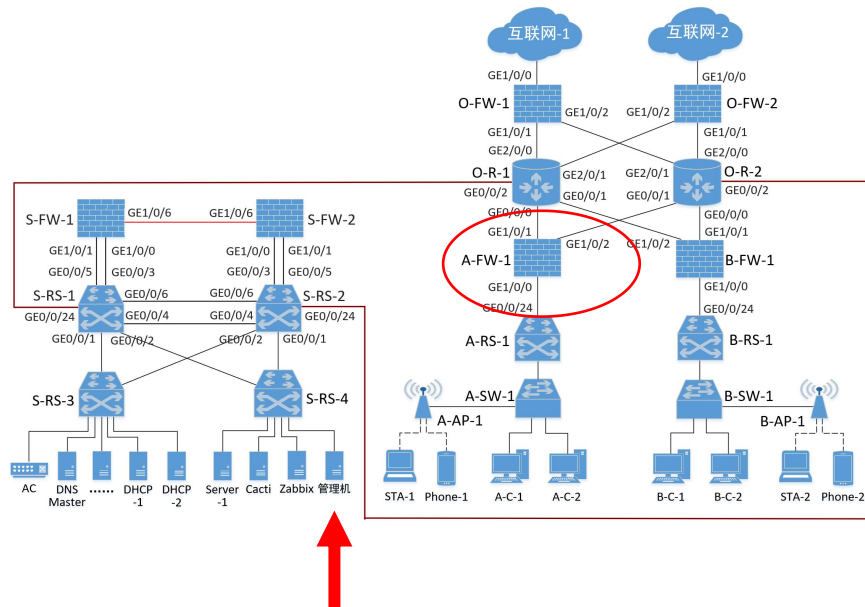 互联网-1
互联网-2
GE1/0/0
GE1/0/0
O-FW-1
GE1/0/2
GE1/0/2
O-FW-2
GE1/0/1
GE1/0/1
GE2/0/0
GE2/0/0
O-R-1
GE2/0/1
GE2/0/1
O-R-2
GE0/0/2
GE0/0/1
GE0/0/1
GE0/0/2
GE0/0/0
GE0/0/0
S-FW-1
GE1/0/6
GE1/0/6
S-FW-2
GE1/0/1
GE1/0/2
GE1/0/2
GE1/0/1
GE1/0/1
GE1/0/0
GE1/0/0
GE1/0/1
A-FW-1
B-FW-1
GE0/0/5
GE0/0/3
GE0/0/3
GE0/0/5
GE1/0/0
GE1/0/0
S-RS-1
GE0/0/6
GE0/0/6
S-RS-2
GE0/0/24
GE0/0/4
GE0/0/4
GE0/0/24
GE0/0/24
GE0/0/24
GE0/0/1
GE0/0/2
GE0/0/2
GE0/0/1
A-RS-1
B-RS-1
S-RS-3
S-RS-4
A-SW-1
B-SW-1
A-AP-1
B-AP-1
AC
DNS
Master
......
DHCP
-1
DHCP
-2
Server
-1
Cacti
Zabbix
管理机
STA-1
Phone-1
A-C-1
A-C-2
B-C-1
B-C-2
STA-2
Phone-2